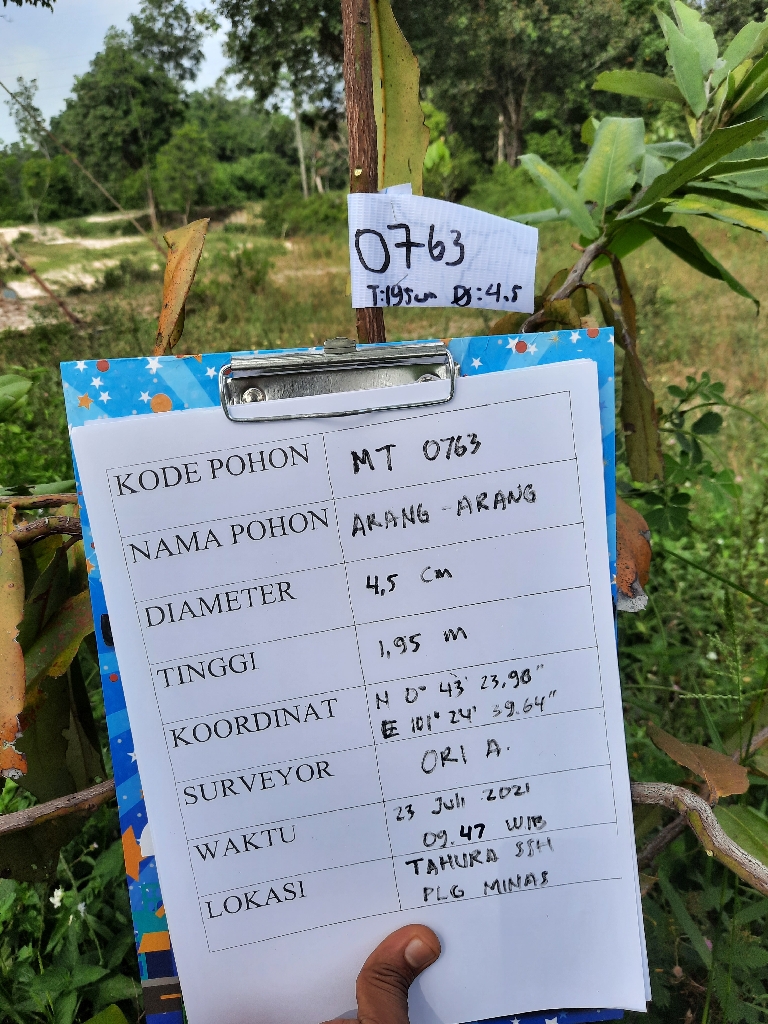 0763
T:195cm Ø:4.5
KODE POHON MT 0763
NAMA POHON ARANG-ARANG
DIAMETER 4,5 cm
TINGGI 1,95 m
KOORDINAT N 0° 43' 23,90"
E 101° 24' 59.64"
SURVEYOR ORI A.
WAKTU 23 Juli 2021
09.47 WIB
LOKASI TAHURA SSH
PLG MINAS